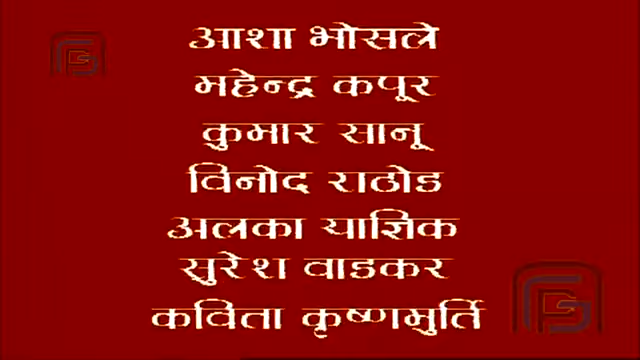 आशा भोसले
महेन्द्र कपूर
कुमार सानू
विनोद राठोड
अलका याज्ञिक
सुरेश वाडकर
कविता कृष्णमुर्ति